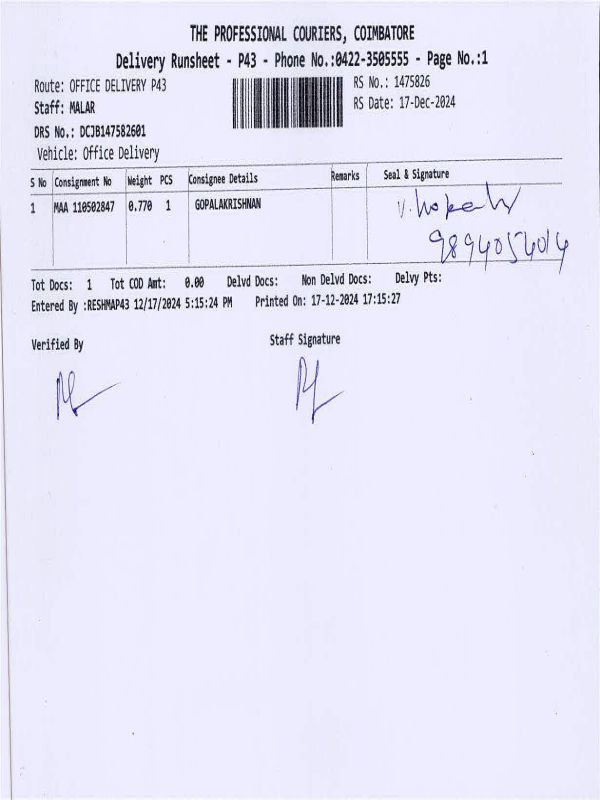 THE PROFESSIONAL COURIERS, COIMBATORE
Delivery Runsheet - P43 - Phone No.:0422-3505555 - Page No.:1
Route: OFFICE DELIVERY P43
RS No.: 1475826
Staff: MALAR
RS Date: 17-Dec-2024
DRS No.: DCJB147582601
Vehicle: Office Delivery
S No Consignment No Weight PCS Consignee Details Remarks Seal & Signature
1 MAA 110502847 0.770 1 GOPALAKRISHNAN
Tot Docs: 1 Tot COD Amt: 0.00 Delvd Docs: Non Delvd Docs: Delvy Pts:
Entered By :RESHMAP43 12/17/2024 5:15:24 PM Printed On: 17-12-2024 17:15:27
Verified By Staff Signature